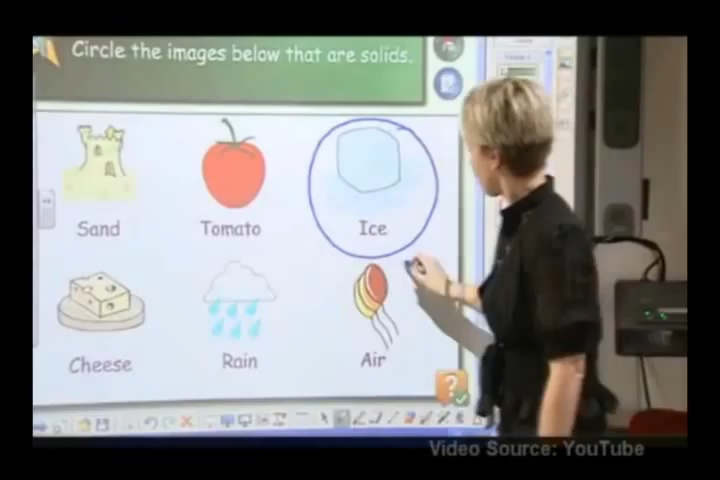 Circle the images below that are solids.
Sand Tomato Ice
Cheese Rain Air
?
Video Source: YouTube